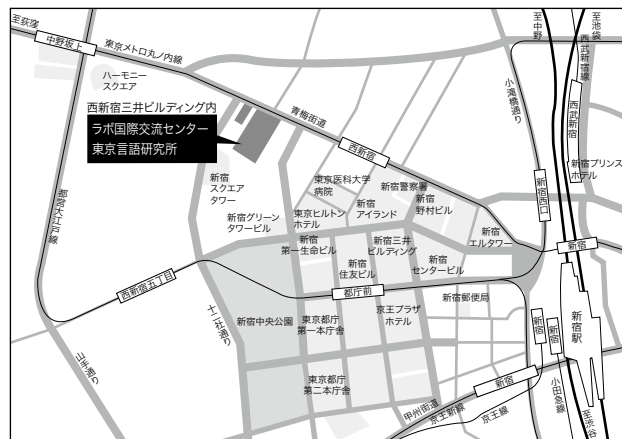 至荻窪
中野坂上
東京メトロ丸ノ内線
ハーモニー
スクエア
西新宿三井ビルディング内
ラボ国際交流センター
東京言語研究所
青梅街道
西新宿
小滝橋通り
至中野
至池袋
西武新宿線
西武新宿
新宿プリンス
ホテル
新宿西口
新宿
都営大江戸線
新宿
スクエア
タワー
新宿グリーン
タワービル
東京医科大学
病院
東京ヒルトン
ホテル
新宿
アイランド
新宿警察署
新宿
野村ビル
新宿
エルタワー
新宿
第一生命ビル
新宿
住友ビル
新宿三井
ビルディング
新宿
センタービル
西新宿五丁目
都庁前
十二社通り
新宿中央公園
東京都庁
第一本庁舎
京王プラザ
ホテル
新宿郵便局
新宿
新宿
新宿駅
山手通り
東京都庁
第二本庁舎
甲州街道
京王新線
京王線
新宿
小田急線
至渋谷